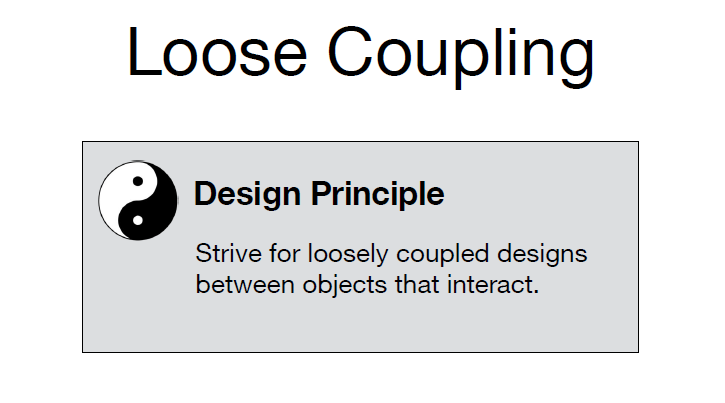 Loose Coupling
Design Principle
Strive for loosely coupled designs
between objects that interact.